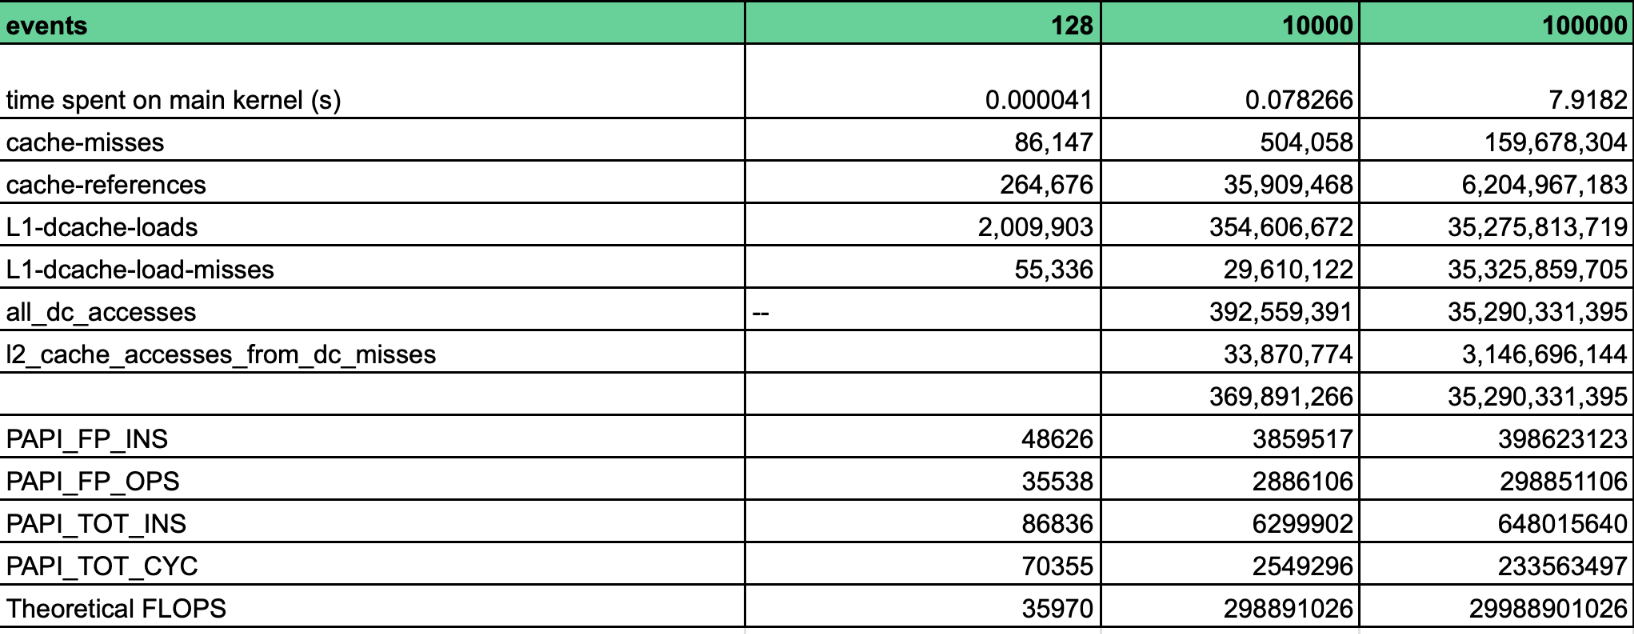 events 128 10000 100000
time spent on main kernel (s) 0.000041 0.078266 7.9182
cache-misses 86,147 504,058 159,678,304
cache-references 264,676 35,909,468 6,204,967,183
L1-dcache-loads 2,009,903 354,606,672 35,275,813,719
L1-dcache-load-misses 55,336 29,610,122 35,325,859,705
all_dc_accesses -- 392,559,391 35,290,331,395
l2_cache_accesses_from_dc_misses 33,870,774 3,146,696,144
369,891,266 35,290,331,395
PAPI_FP_INS 48626 3859517 398623123
PAPI_FP_OPS 35538 2886106 298851106
PAPI_TOT_INS 86836 6299902 648015640
PAPI_TOT_CYC 70355 2549296 233563497
Theoretical FLOPS 35970 298891026 29988901026